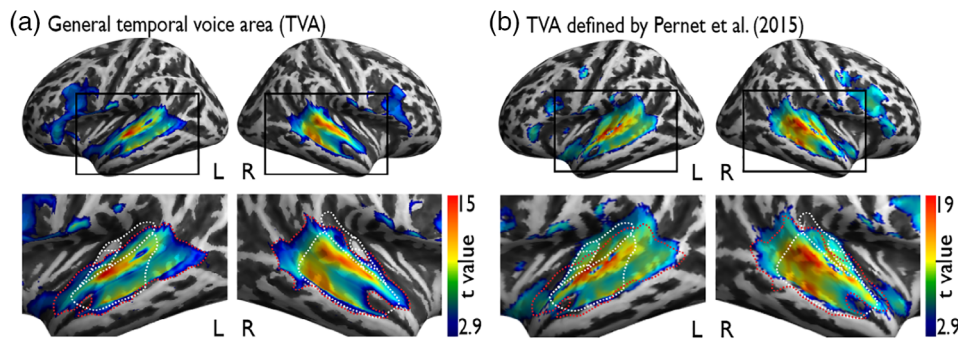 (a) General temporal voice area (TVA)
L R
15
t value
2.9
L R
(b) TVA defined by Pernet et al. (2015)
L R
19
t value
2.9
L R